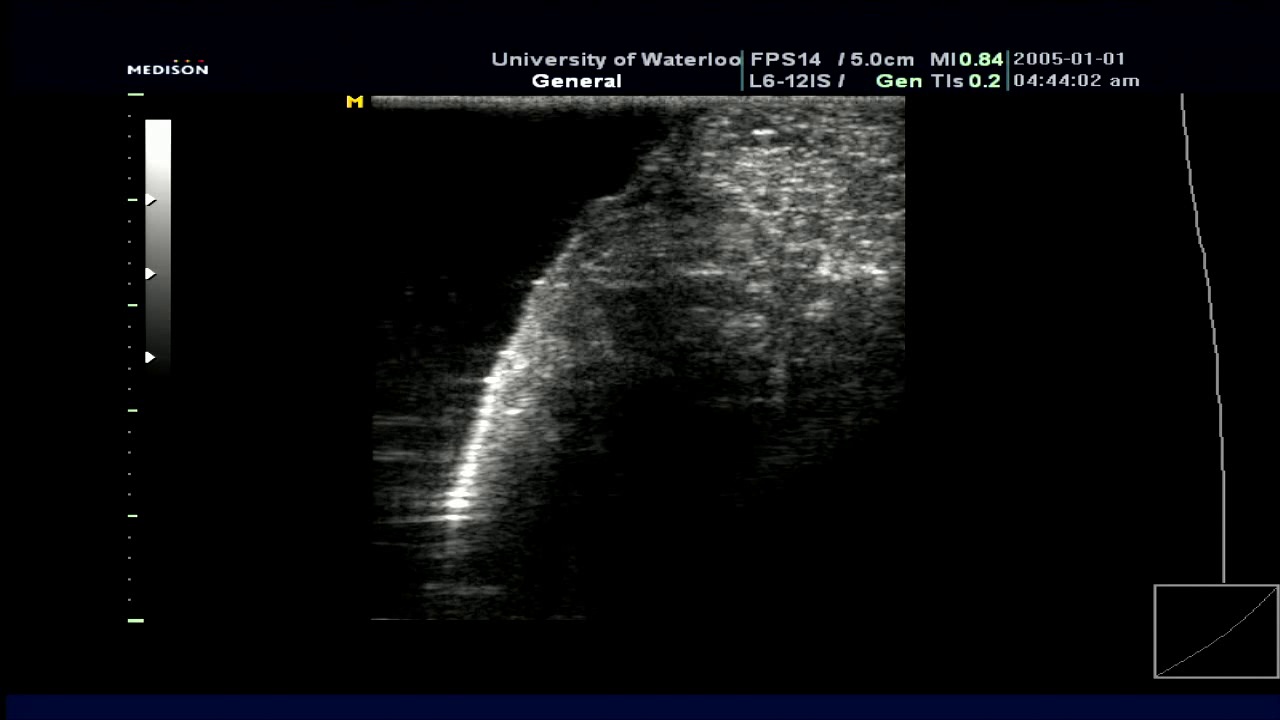 MEDISON
University of Waterloo FPS14 / 5.0cm MI 0.84 2005-01-01
General L6-12IS / Gen TIs 0.2 04:44:02 am
M